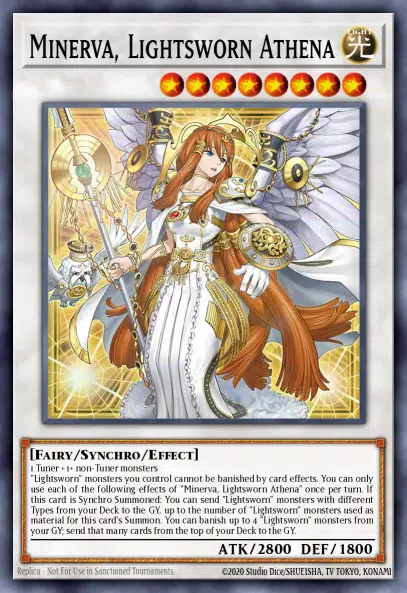 MINERVA, LIGHTSWORN ATHENA
LIGHT
光
[FAIRY/SYNCHRO/EFFECT]
1 Tuner + 1+ non-Tuner monsters
"Lightsworn" monsters you control cannot be banished by card effects. You can only
use each of the following effects of "Minerva, Lightsworn Athena" once per turn. If
this card is Synchro Summoned: You can send "Lightsworn" monsters with different
Types from your Deck to the GY, up to the number of "Lightsworn" monsters used as
material for this card's Summon. You can banish up to 4 "Lightsworn" monsters from
your GY; send that many cards from the top of your Deck to the GY.
ATK/2800 DEF/1800
Replica - Not For Use in Sanctioned Tournaments.
©2020 Studio Dice/SHUEISHA, TV TOKYO, KONAMI